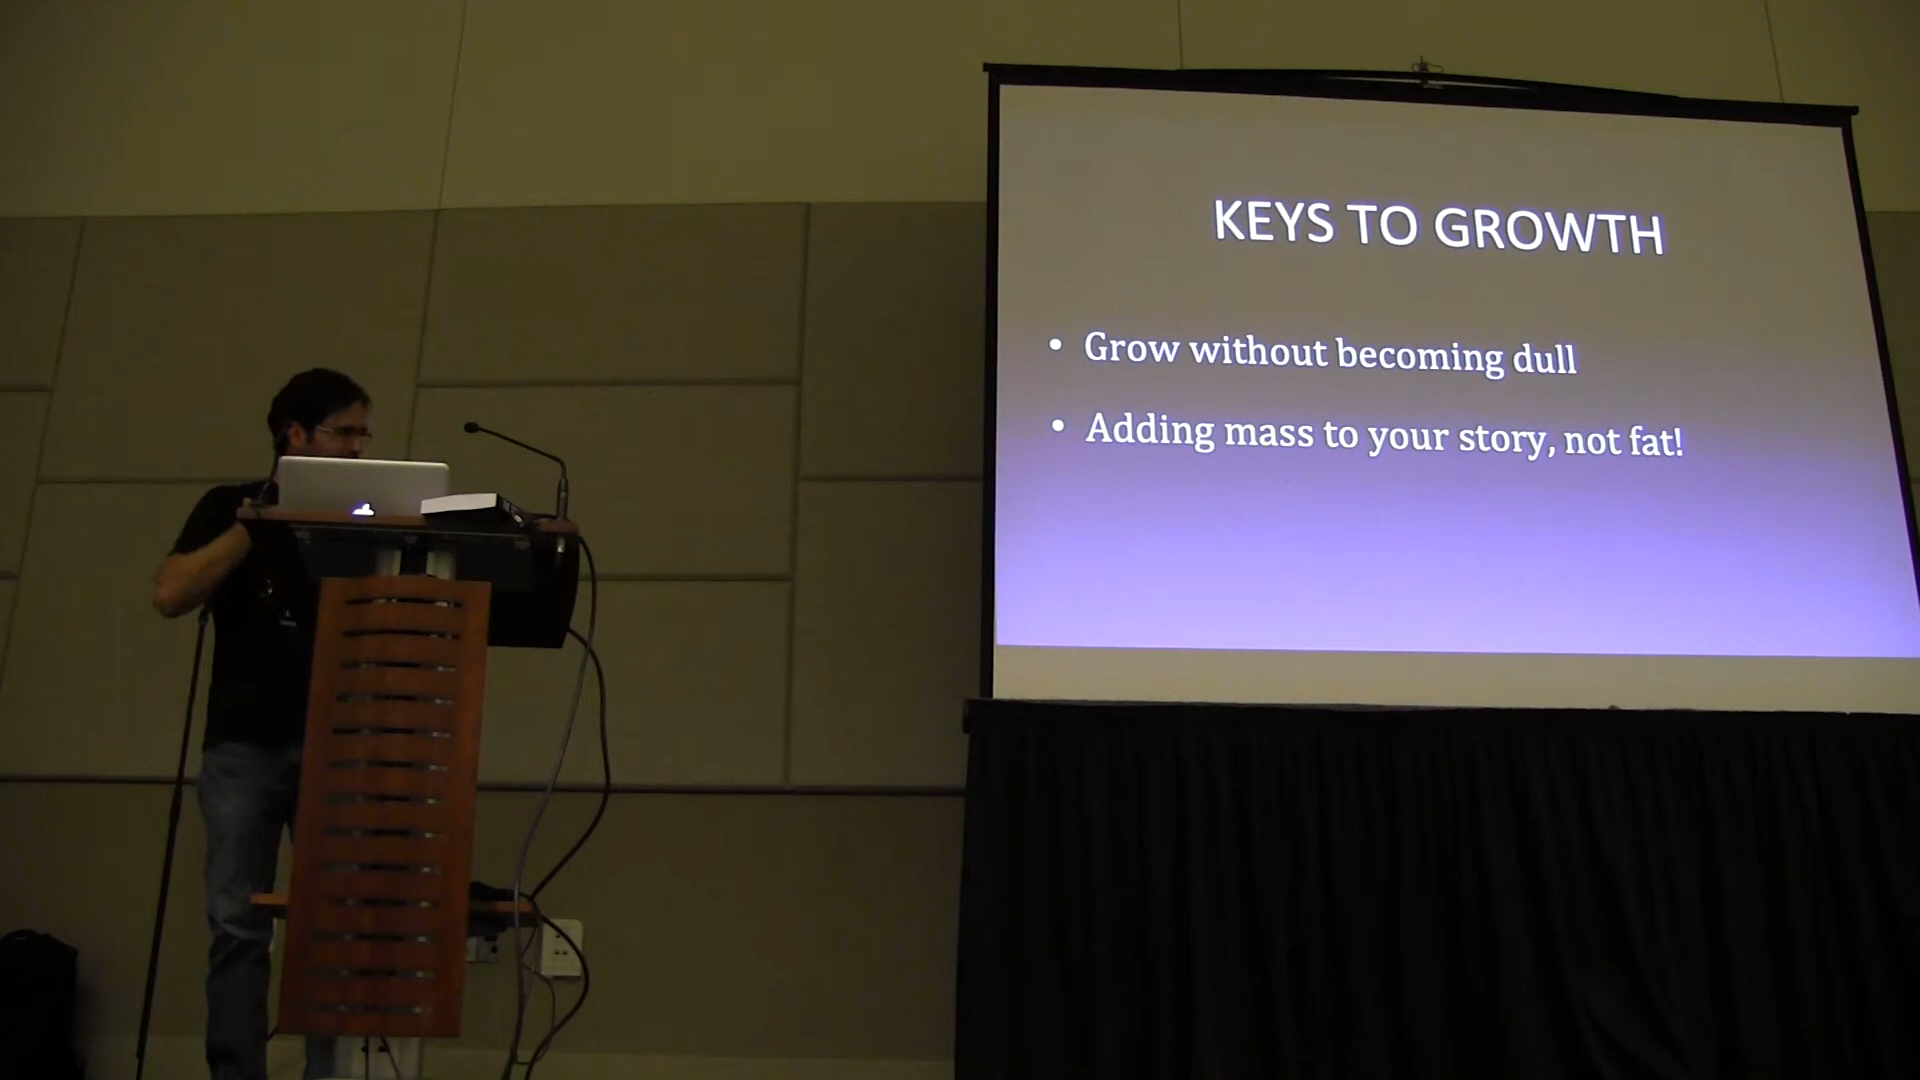 KEYS TO GROWTH
• Grow without becoming dull
• Adding mass to your story, not fat!